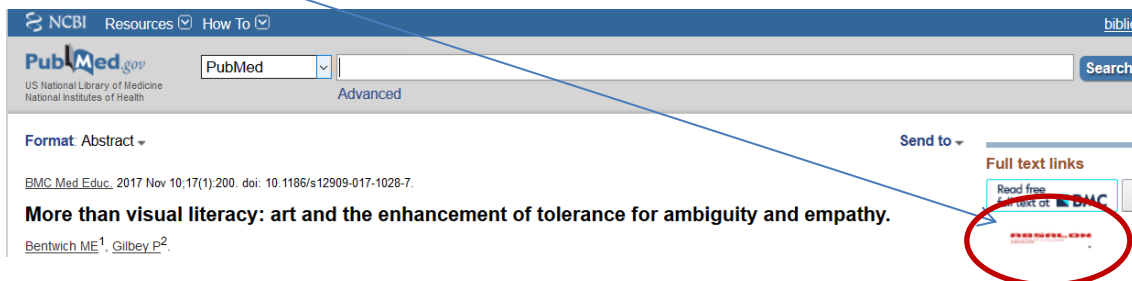 NCBI Resources How To bibli
PubMed.gov
US National Library of Medicine
National Institutes of Health
PubMed
Search
Advanced
Format: Abstract
Send to
Full text links
BMC Med Educ. 2017 Nov 10;17(1):200. doi: 10.1186/s12909-017-1028-7.
Read free
full text at BMC
More than visual literacy: art and the enhancement of tolerance for ambiguity and empathy.
ABSALON
Bentwich ME1, Gilbey P2.